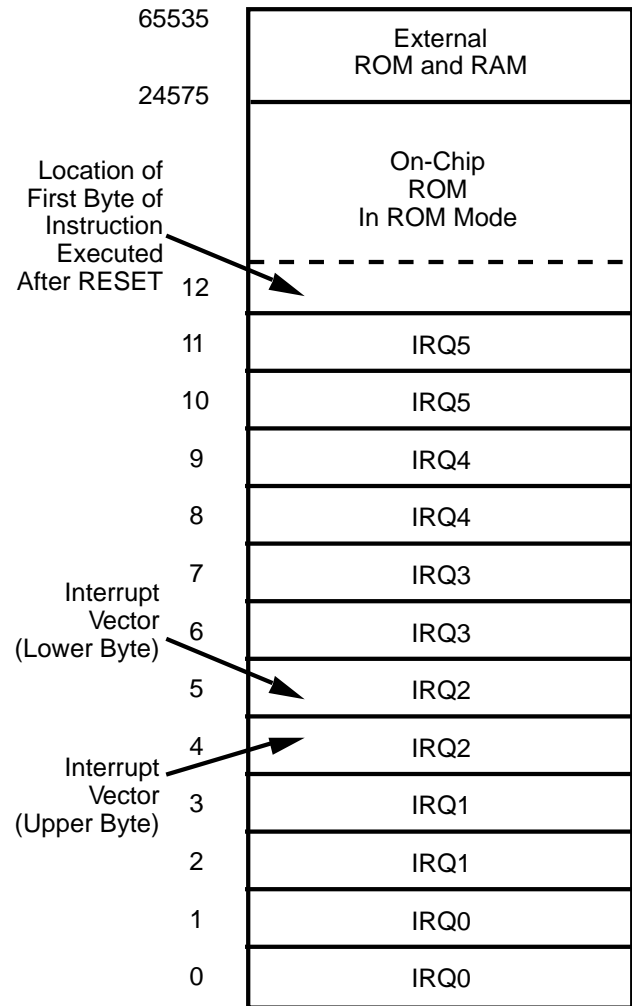 65535
External
ROM and RAM
24575
On-Chip
ROM
In ROM Mode
Location of
First Byte of
Instruction
Executed
After RESET
12
11 IRQ5
10 IRQ5
9 IRQ4
8 IRQ4
7 IRQ3
Interrupt
Vector
(Lower Byte)
6 IRQ3
5 IRQ2
4 IRQ2
Interrupt
Vector
(Upper Byte)
3 IRQ1
2 IRQ1
1 IRQ0
0 IRQ0